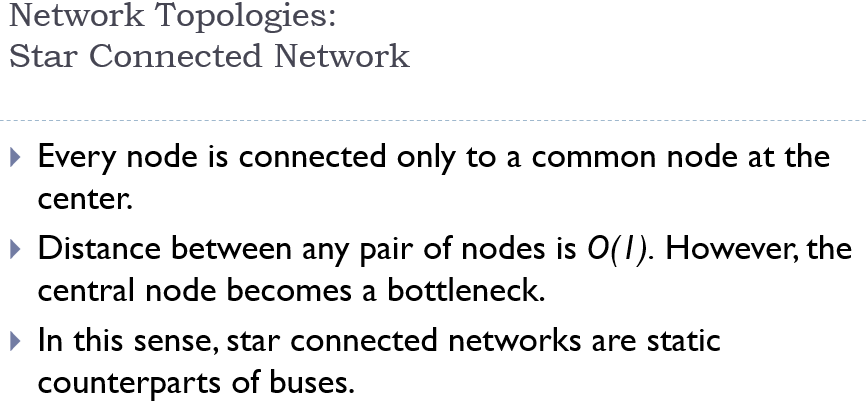 Network Topologies:
Star Connected Network
Every node is connected only to a common node at the
center.
Distance between any pair of nodes is O(1). However, the
central node becomes a bottleneck.
In this sense, star connected networks are static
counterparts of buses.